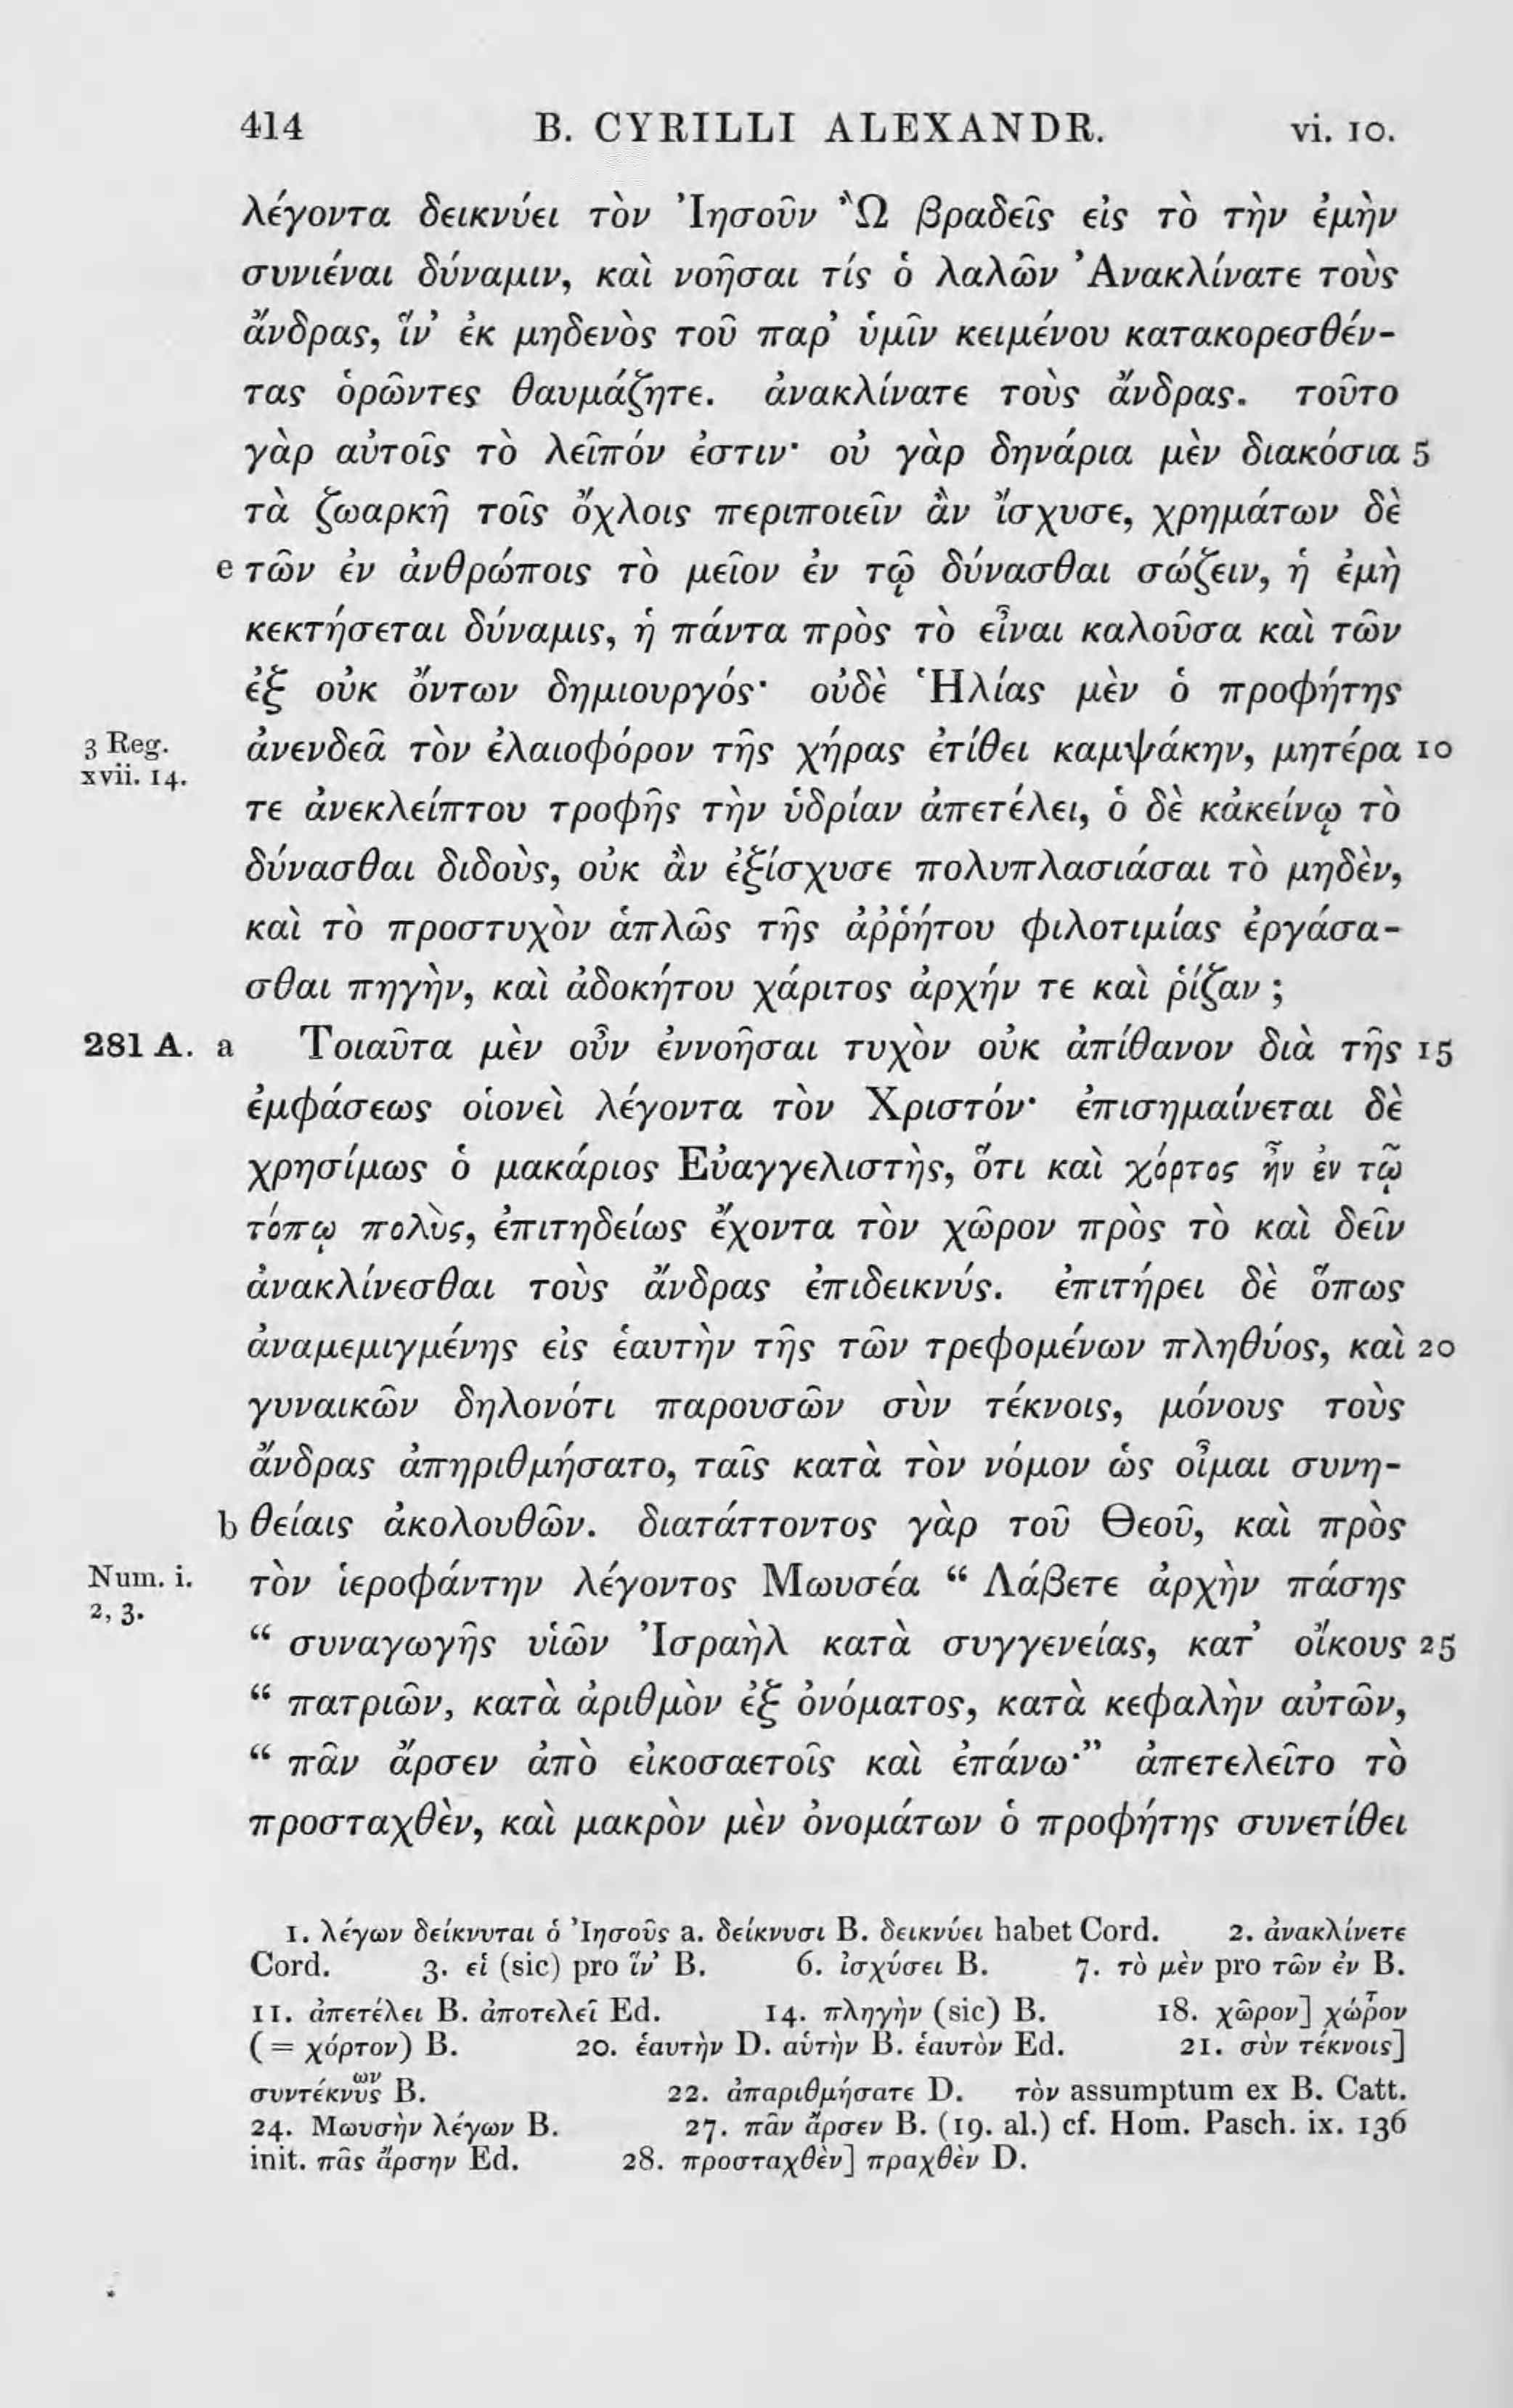 414 B. CYRILLI ALEXANDR. vi. 10.
λέγοντα δεικνύει τὸν Ἰησοῦν Ὢ βραδεῖς εἰς τὸ τὴν ἐμὴν
συνιέναι δύναμιν, καὶ νοῆσαι τίς ὁ λαλῶν Ἀνακλίνατε τοὺς
ἄνδρας, ἵν’ ἐκ μηδενὸς τοῦ παρ’ ὑμῖν κειμένου κατακορεσθέν-
τας ὁρῶντες θαυμάζητε. ἀνακλίνατε τοὺς ἄνδρας. τοῦτο
γὰρ αὐτοῖς τὸ λεῖπόν ἐστιν· οὐ γὰρ δηνάρια μὲν διακόσια 5
τὰ ζωαρκῆ τοῖς ὄχλοις περιποιεῖν ἂν ἴσχυσε, χρημάτων δὲ
e τῶν ἐν ἀνθρώποις τὸ μεῖον ἐν τῷ δύνασθαι σώζειν, ἡ ἐμὴ
κεκτήσεται δύναμις, ἡ πάντα πρὸς τὸ εἶναι καλοῦσα καὶ τῶν
ἐξ οὐκ ὄντων δημιουργός· οὐδὲ Ἡλίας μὲν ὁ προφήτης
3 Reg. ἀνενδεᾶ τὸν ἐλαιοφόρον τῆς χήρας ἐτίθει καμψάκην, μητέρα 10
xvii. 14.
τε ἀνεκλείπτου τροφῆς τὴν ὑδρίαν ἀπετέλει, ὁ δὲ κἀκείνῳ τὸ
δύνασθαι διδοὺς, οὐκ ἂν ἐξίσχυσε πολυπλασιάσαι τὸ μηδὲν,
καὶ τὸ προστυχὸν ἁπλῶς τῆς ἀῤῥήτου φιλοτιμίας ἐργάσα-
σθαι πηγὴν, καὶ ἀδοκήτου χάριτος ἀρχήν τε καὶ ῥίζαν ;
281 A. a Τοιαῦτα μὲν οὖν ἐννοῆσαι τυχὸν οὐκ ἀπίθανον διὰ τῆς 15
ἐμφάσεως οἱονεὶ λέγοντα τὸν Χριστόν· ἐπισημαίνεται δὲ
χρησίμως ὁ μακάριος Εὐαγγελιστὴς, ὅτι καὶ χόρτος ἦν ἐν τῷ
τόπῳ πολὺς, ἐπιτηδείως ἔχοντα τὸν χῶρον πρὸς τὸ καὶ δεῖν
ἀνακλίνεσθαι τοὺς ἄνδρας ἐπιδεικνύς. ἐπιτήρει δὲ ὅπως
ἀναμεμιγμένης εἰς ἑαυτὴν τῆς τῶν τρεφομένων πληθύος, καὶ 20
γυναικῶν δηλονότι παρουσῶν σὺν τέκνοις, μόνους τοὺς
ἄνδρας ἀπηριθμήσατο, ταῖς κατὰ τὸν νόμον ὡς οἶμαι συνη-
b θείαις ἀκολουθῶν. διατάττοντος γὰρ τοῦ Θεοῦ, καὶ πρὸς
Num. i. τὸν ἱεροφάντην λέγοντος Μωυσέα “ Λάβετε ἀρχὴν πάσης
2, 3.
“ συναγωγῆς υἱῶν Ἰσραὴλ κατὰ συγγενείας, κατ’ οἴκους 25
“ πατριῶν, κατὰ ἀριθμὸν ἐξ ὀνόματος, κατὰ κεφαλὴν αὐτῶν,
“ πᾶν ἄρσεν ἀπὸ εἰκοσαετοῖς καὶ ἐπάνω·” ἀπετελεῖτο τὸ
προσταχθὲν, καὶ μακρὸν μὲν ὀνομάτων ὁ προφήτης συνετίθει
1. λέγων δείκνυται ὁ Ἰησοῦς a. δείκνυσι B. δεικνύει habet Cord. 2. ἀνακλίνετε
Cord. 3. εἰ (sic) pro ἵν’ B. 6. ἰσχύσει B. 7. τὸ μὲν pro τῶν ἐν B.
11. ἀπετέλει B. ἀποτελεῖ Ed. 14. πληγὴν (sic) B. 18. χῶρον] χώρον
( = χόρτον) B. 20. ἑαυτὴν D. αὑτὴν B. ἑαυτὸν Ed. 21. σὺν τέκνοις]
συντέκνυς ων B. 22. ἀπαριθμήσατε D. τὸν assumptum ex B. Catt.
24. Μωυσὴν λέγων B. 27. πᾶν ἄρσεν B. (19. al.) cf. Hom. Pasch. ix. 136
init. πᾶς ἄρσην Ed. 28. προσταχθὲν] πραχθὲν D.